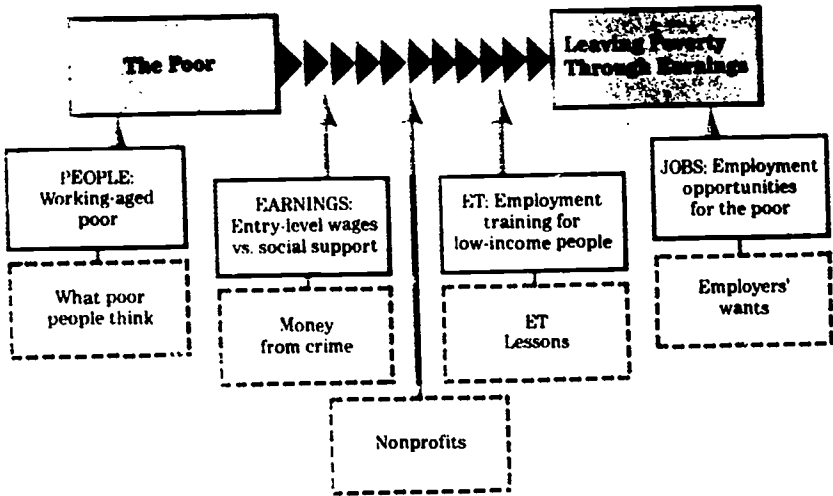 The Poor
Leaving Poverty
Through Earnings
PEOPLE:
Working-aged
poor
EARNINGS:
Entry-level wages
vs. social support
ET: Employment
training for
low-income people
JOBS: Employment
opportunities
for the poor
What poor
people think
Money
from crime
ET
Lessons
Employers'
wants
Nonprofits